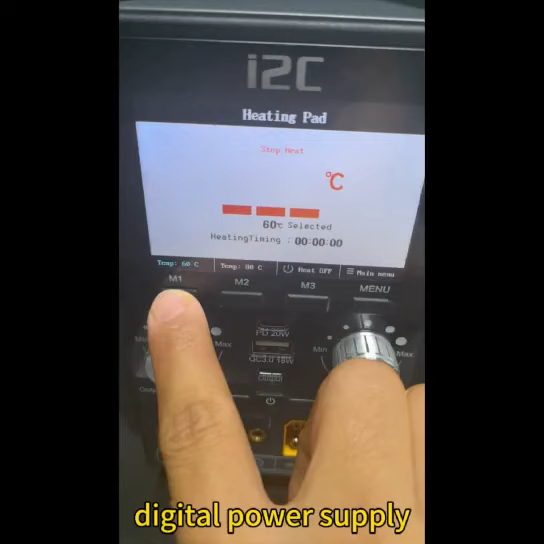 i2C
Heating Pad
Stop Heat
℃
60℃ Selected
HeatingTiming : 00:00:00
Temp: 60 C
Temp: 80 C
Heat OFF
Main menu
M1
M2
M3
MENU
PD 20W
Max.
Min
Max.
QC3.0 18W
Output
digital power supply